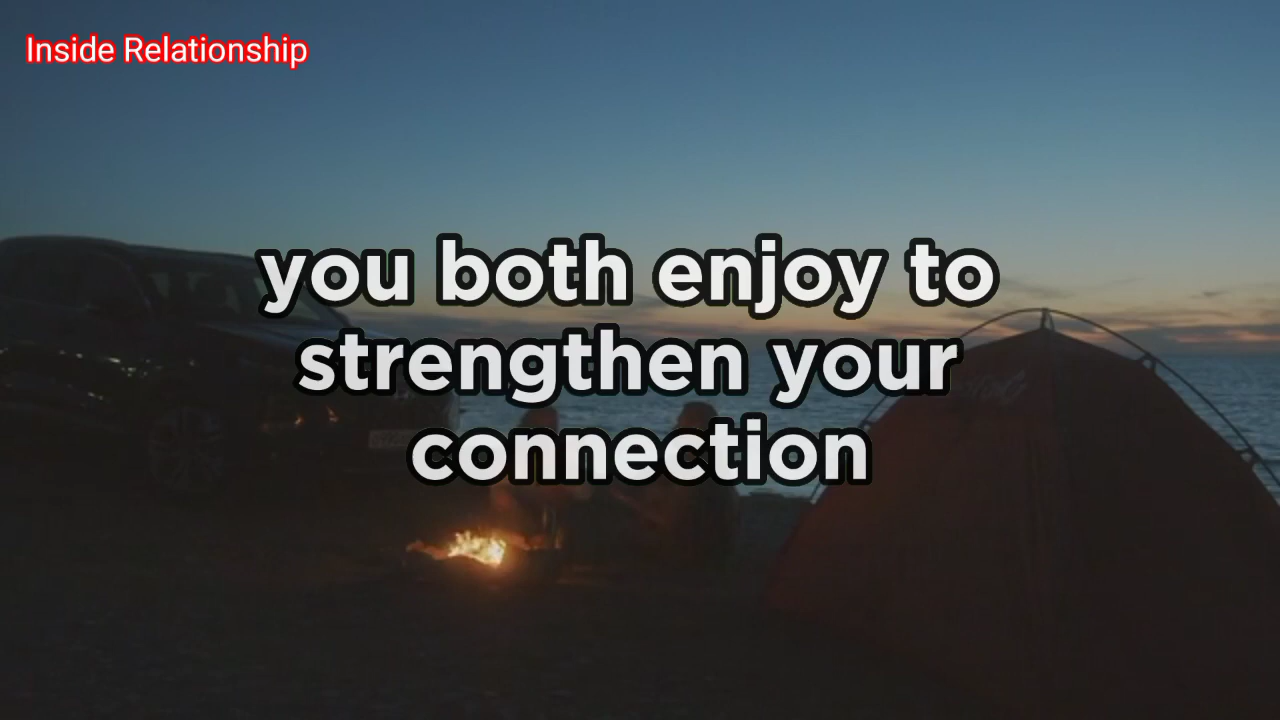 Inside Relationship
you both enjoy to
strengthen your
connection